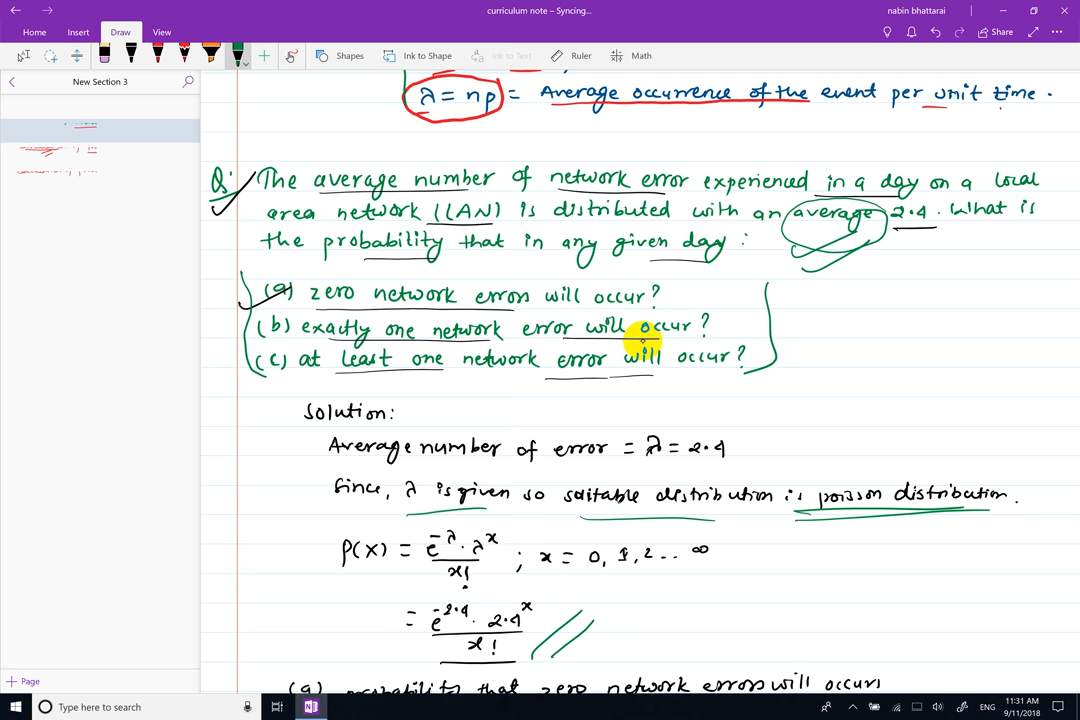 curriculum note - Syncing...
nabin bhattarai
Home Insert Draw View
Share
Shapes Ink to Shape Ink to Text Ruler Math
New Section 3
λ = np = Average occurrence of the event per unit time.
Q: The average number of network error experienced in a day on a local
area network (LAN) is distributed with an average 2.4. What is
the probability that in any given day :
(a) zero network errors will occur?
(b) exactly one network error will occur?
(c) at least one network error will occur?
Solution:
Average number of error = λ = 2.4
Since, λ is given so suitable distribution is poisson distribution.
P(X) = e^-λ . λ^x / x! ; x = 0, 1, 2 .. ∞
= e^-2.4 . 2.4^x / x!
(a) probability that zero network errors will occurs
+ Page
Type here to search
ENG
11:31 AM
9/11/2018